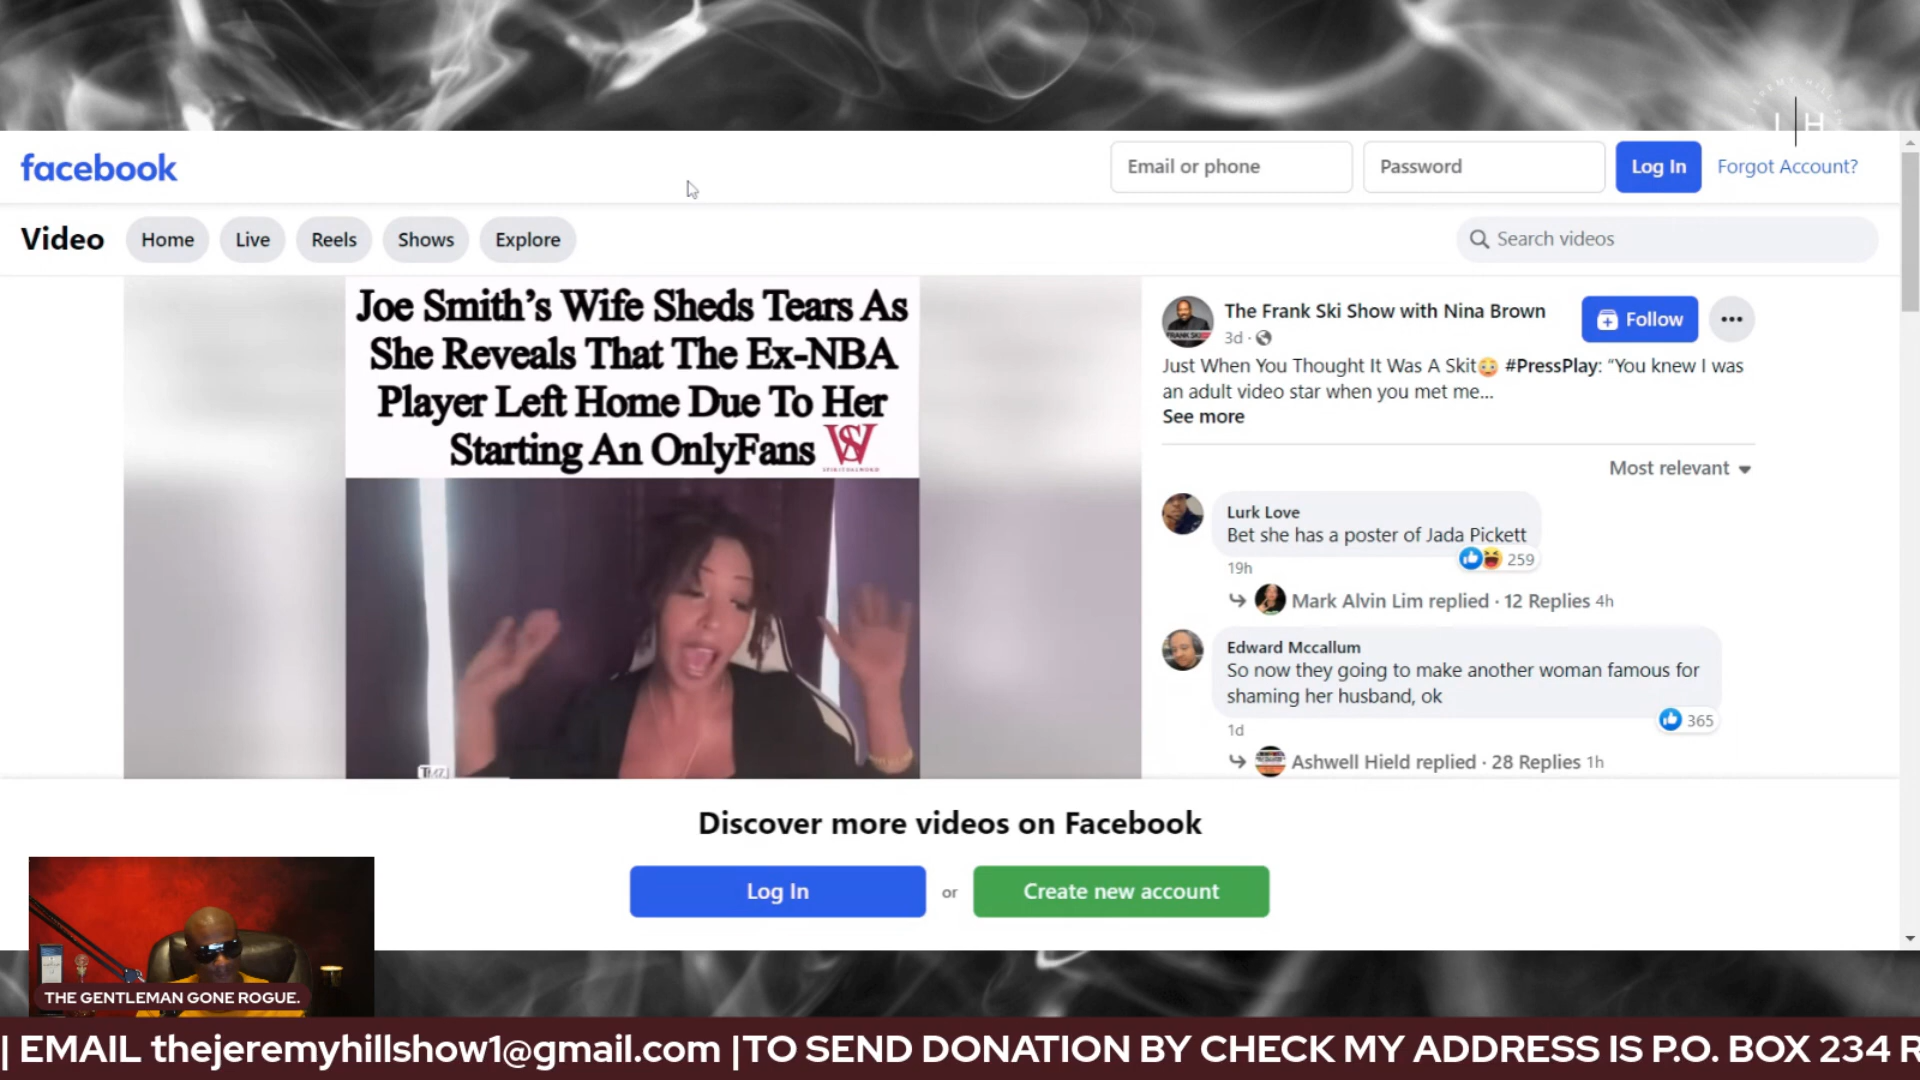 JEREMY HILL
J H
facebook
Email or phone
Password
Log In
Forgot Account?
Video
Home
Live
Reels
Shows
Explore
Search videos
Joe Smith's Wife Sheds Tears As
She Reveals That The Ex-NBA
Player Left Home Due To Her
Starting An OnlyFans
SW
SPIRITUALWORD
TMZ
The Frank Ski Show with Nina Brown
3d ·
FRANK SKI
Follow
Just When You Thought It Was A Skit😳 #PressPlay: “You knew I was
an adult video star when you met me...
See more
Most relevant
Lurk Love
Bet she has a poster of Jada Pickett
259
19h
Mark Alvin Lim replied · 12 Replies 4h
Edward Mccallum
So now they going to make another woman famous for
shaming her husband, ok
365
1d
Ashwell Hield replied · 28 Replies 1h
Discover more videos on Facebook
Log In
or
Create new account
THE GENTLEMAN GONE ROGUE.
| EMAIL thejeremyhillshow1@gmail.com |TO SEND DONATION BY CHECK MY ADDRESS IS P.O. BOX 234 R